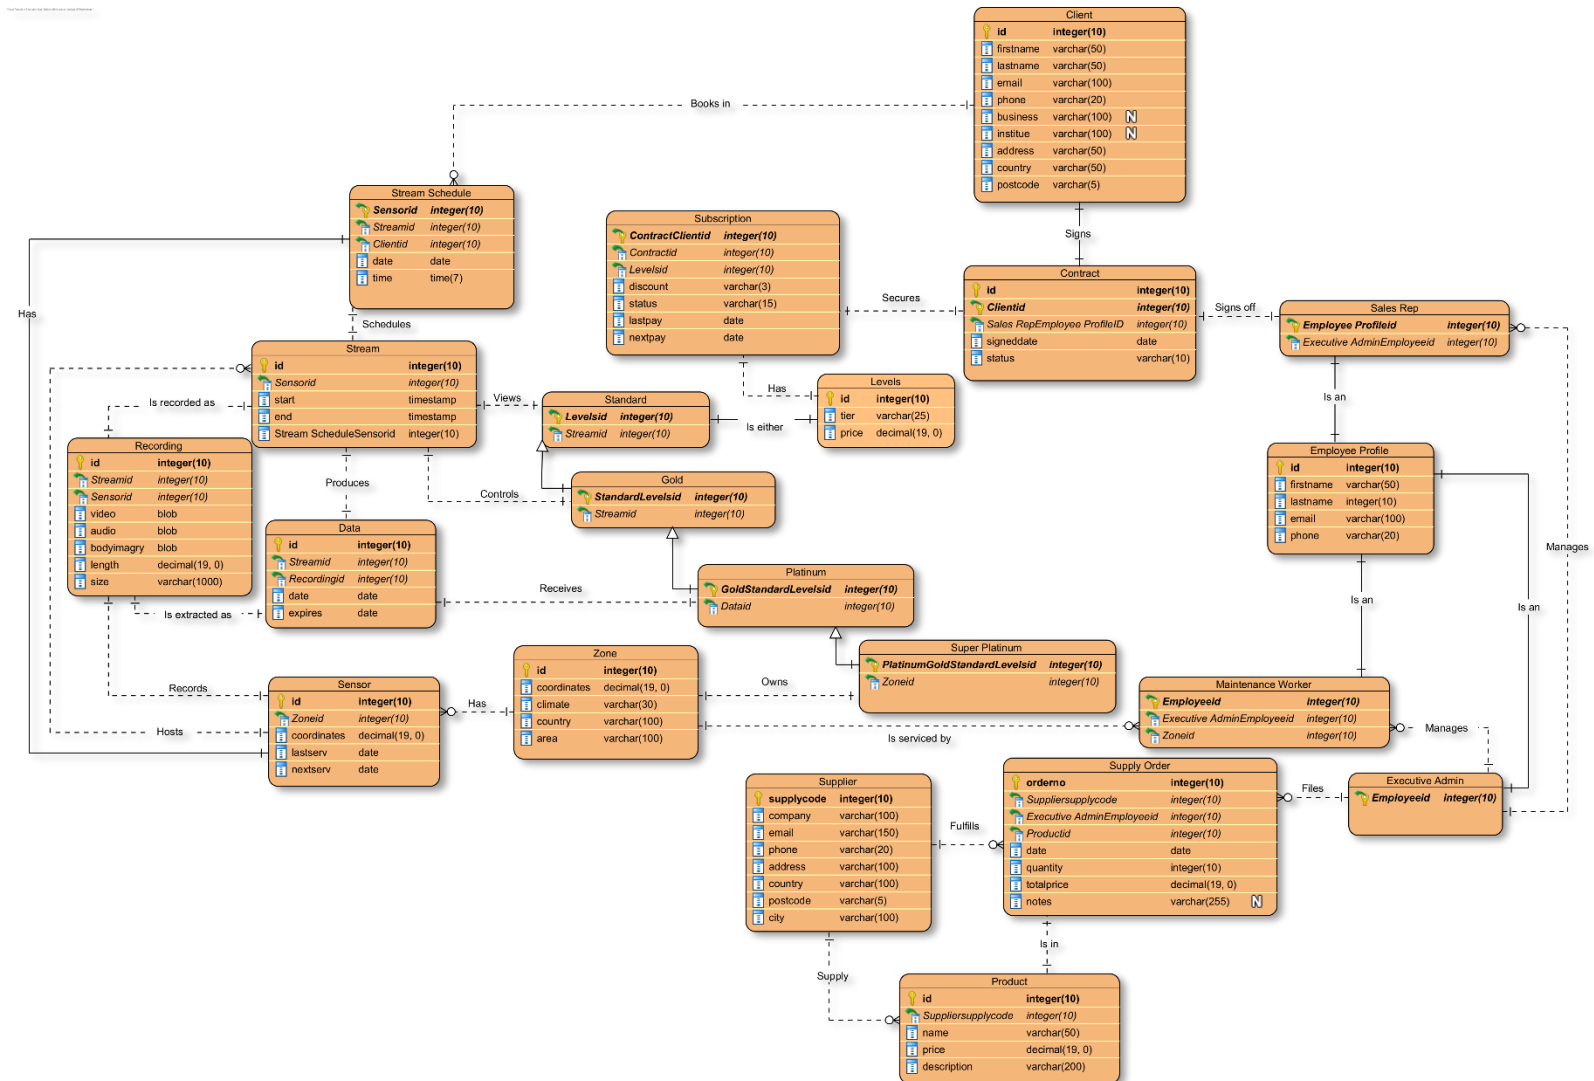 Client
id integer(10)
firstname varchar(50)
lastname varchar(50)
email varchar(100)
phone varchar(20)
business varchar(100) N
institue varchar(100) N
address varchar(50)
country varchar(50)
postcode varchar(5)
Books in
Stream Schedule
Sensorid integer(10)
Streamid integer(10)
Clientid integer(10)
date date
time time(7)
Subscription
ContractClientid integer(10)
Contractid integer(10)
Levelsid integer(10)
discount varchar(3)
status varchar(15)
lastpay date
nextpay date
Signs
Contract
id integer(10)
Clientid integer(10)
Sales RepEmployee ProfileID integer(10)
signeddate date
status varchar(10)
Secures
Signs off
Sales Rep
Employee Profileid integer(10)
Executive AdminEmployeeid integer(10)
Has
Schedules
Stream
id integer(10)
Sensorid integer(10)
start timestamp
end timestamp
Stream ScheduleSensorid integer(10)
Is recorded as
Views
Standard
Levelsid integer(10)
Streamid integer(10)
Has
Is either
Levels
id integer(10)
tier varchar(25)
price decimal(19, 0)
Is an
Recording
id integer(10)
Streamid integer(10)
Sensorid integer(10)
video blob
audio blob
bodyimagry blob
length decimal(19, 0)
size varchar(1000)
Produces
Controls
Gold
StandardLevelsid integer(10)
Streamid integer(10)
Employee Profile
id integer(10)
firstname varchar(50)
lastname integer(10)
email varchar(100)
phone varchar(20)
Manages
Data
id integer(10)
Streamid integer(10)
Recordingid integer(10)
date date
expires date
Is extracted as
Receives
Platinum
GoldStandardLevelsid integer(10)
Dataid integer(10)
Is an
Is an
Super Platinum
PlatinumGoldStandardLevelsid integer(10)
Zoneid integer(10)
Zone
id integer(10)
coordinates decimal(19, 0)
climate varchar(30)
country varchar(100)
area varchar(100)
Owns
Records
Has
Hosts
Sensor
id integer(10)
Zoneid integer(10)
coordinates decimal(19, 0)
lastserv date
nextserv date
Is serviced by
Maintenance Worker
Employeeid integer(10)
Executive AdminEmployeeid integer(10)
Zoneid integer(10)
Manages
Supplier
supplycode integer(10)
company varchar(100)
email varchar(150)
phone varchar(20)
address varchar(100)
country varchar(100)
postcode varchar(5)
city varchar(100)
Fulfills
Supply Order
orderno integer(10)
Suppliersupplycode integer(10)
Executive AdminEmployeeid integer(10)
Productid integer(10)
date date
quantity integer(10)
totalprice decimal(19, 0)
notes varchar(255) N
Files
Executive Admin
Employeeid integer(10)
Supply
Is in
Product
id integer(10)
Suppliersupplycode integer(10)
name varchar(50)
price decimal(19, 0)
description varchar(200)